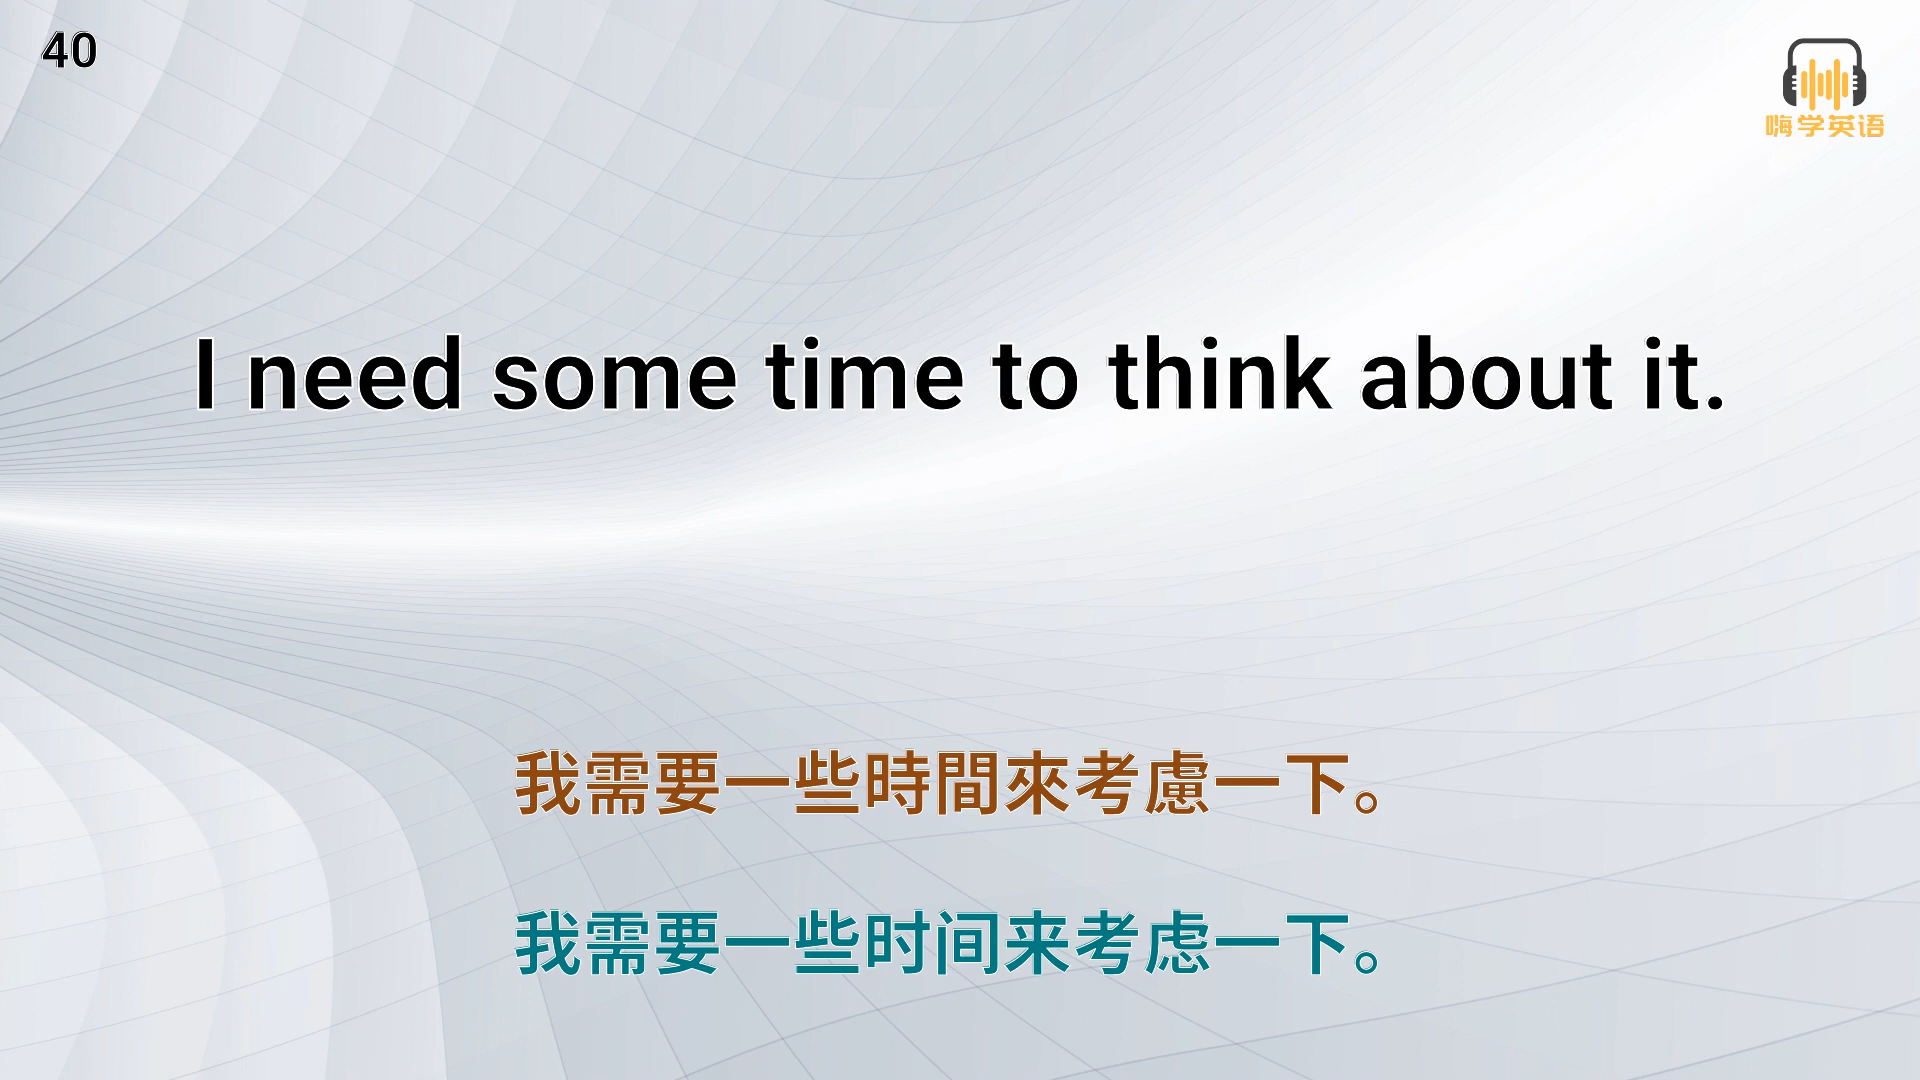 40
嗨学英语
I need some time to think about it.
我需要一些時間來考慮一下。
我需要一些时间来考虑一下。